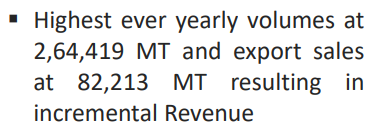 ▪ Highest ever yearly volumes at
2,64,419 MT and export sales
at 82,213 MT resulting in
incremental Revenue